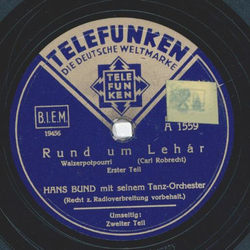 TELEFUNKEN
DIE DEUTSCHE WELTMARKE
TELE
FUN
KEN
B.I.E.M.
19456
A 1559
Rund um Lehár
Walzerpotpourri (Carl Robrecht)
Erster Teil
HANS BUND mit seinem Tanz-Orchester
(Recht z. Radioverbreitung vorbehalt.)
Umseitig:
Zweiter Teil